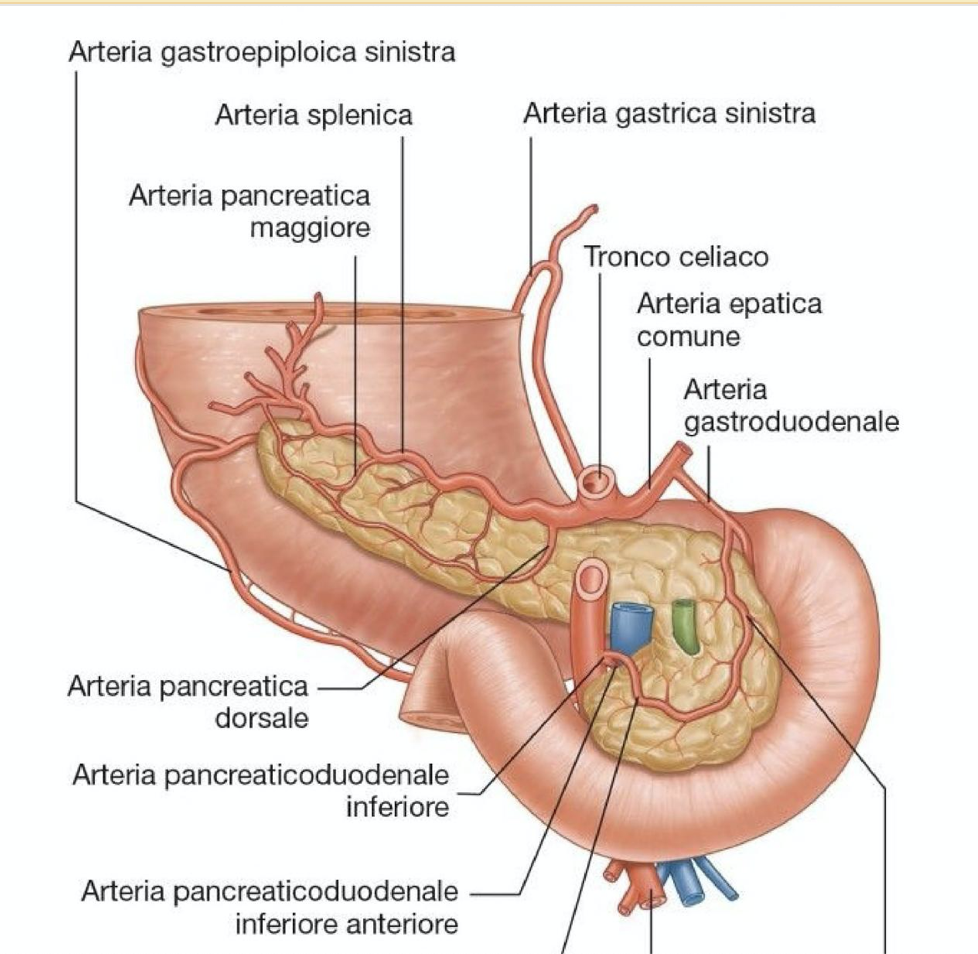 Arteria gastroepiploica sinistra
Arteria splenica
Arteria gastrica sinistra
Arteria pancreatica
maggiore
Tronco celiaco
Arteria epatica
comune
Arteria
gastroduodenale
Arteria pancreatica
dorsale
Arteria pancreaticoduodenale
inferiore
Arteria pancreaticoduodenale
inferiore anteriore